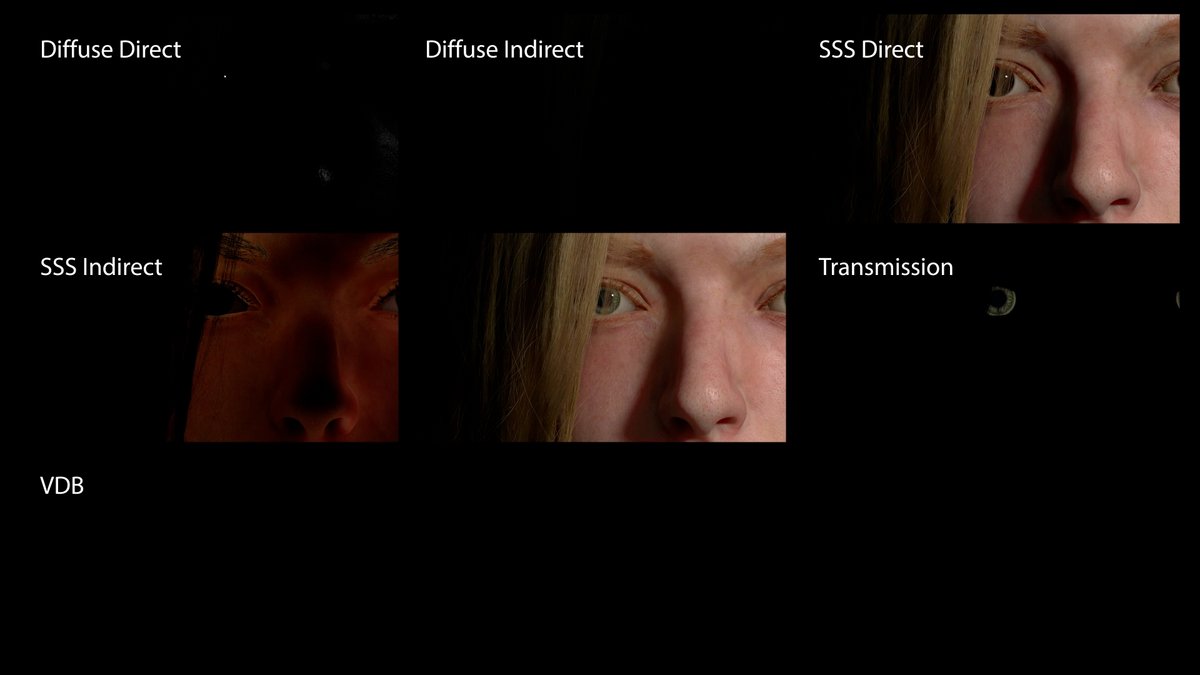 Diffuse Direct
Diffuse Indirect
SSS Direct
SSS Indirect
Transmission
VDB